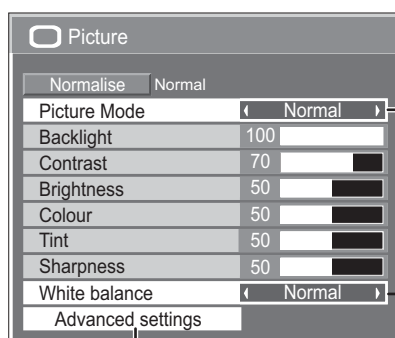 Picture
Normalise Normal
Picture Mode Normal
Backlight 100
Contrast 70
Brightness 50
Colour 50
Tint 50
Sharpness 50
White balance Normal
Advanced settings